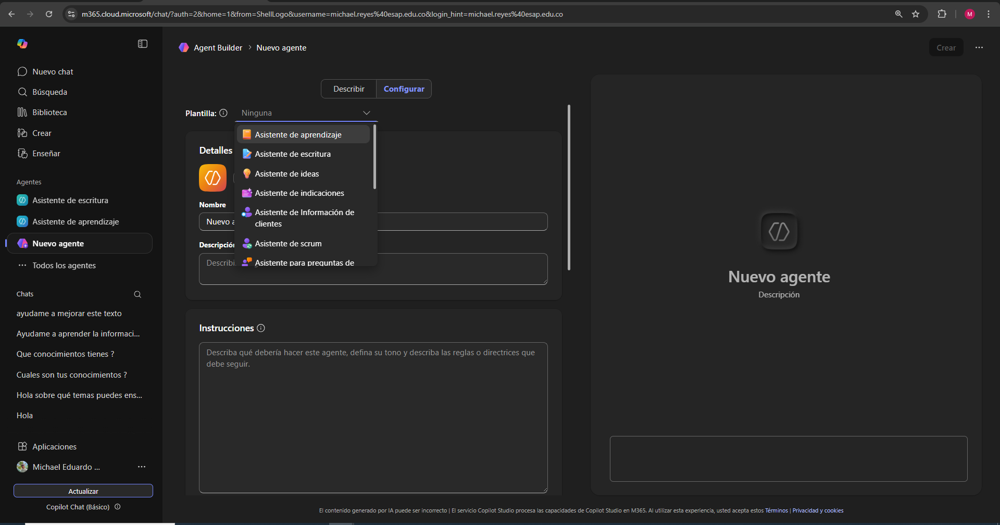 m365.cloud.microsoft/chat/?auth=2&home=1&from=ShellLogo&username=michael.reyes%40esap.edu.co&login_hint=michael.reyes%40esap.edu.co
M
Nuevo chat
Búsqueda
Biblioteca
Crear
Enseñar
Agentes
Asistente de escritura
Asistente de aprendizaje
Nuevo agente
Todos los agentes
Chats
ayudame a mejorar este texto
Ayudame a aprender la informaci...
Que conocimientos tienes ?
Cuales son tus conocimientos ?
Hola sobre qué temas puedes ens...
Hola
Aplicaciones
Michael Eduardo ...
Actualizar
Copilot Chat (Básico)
Agent Builder > Nuevo agente
Crear
Describir
Configurar
Plantilla:
Ninguna
Asistente de aprendizaje
Asistente de escritura
Asistente de ideas
Asistente de indicaciones
Asistente de Información de
clientes
Asistente de scrum
Asistente para preguntas de
Detalles
Nombre
Nuevo a
Descripción
Describi
Instrucciones
Describa qué debería hacer este agente, defina su tono y describa las reglas o directrices que
debe seguir.
Nuevo agente
Descripción
El contenido generado por IA puede ser incorrecto | El servicio Copilot Studio procesa las capacidades de Copilot Studio en M365. Al utilizar esta experiencia, usted acepta estos Términos | Privacidad y cookies